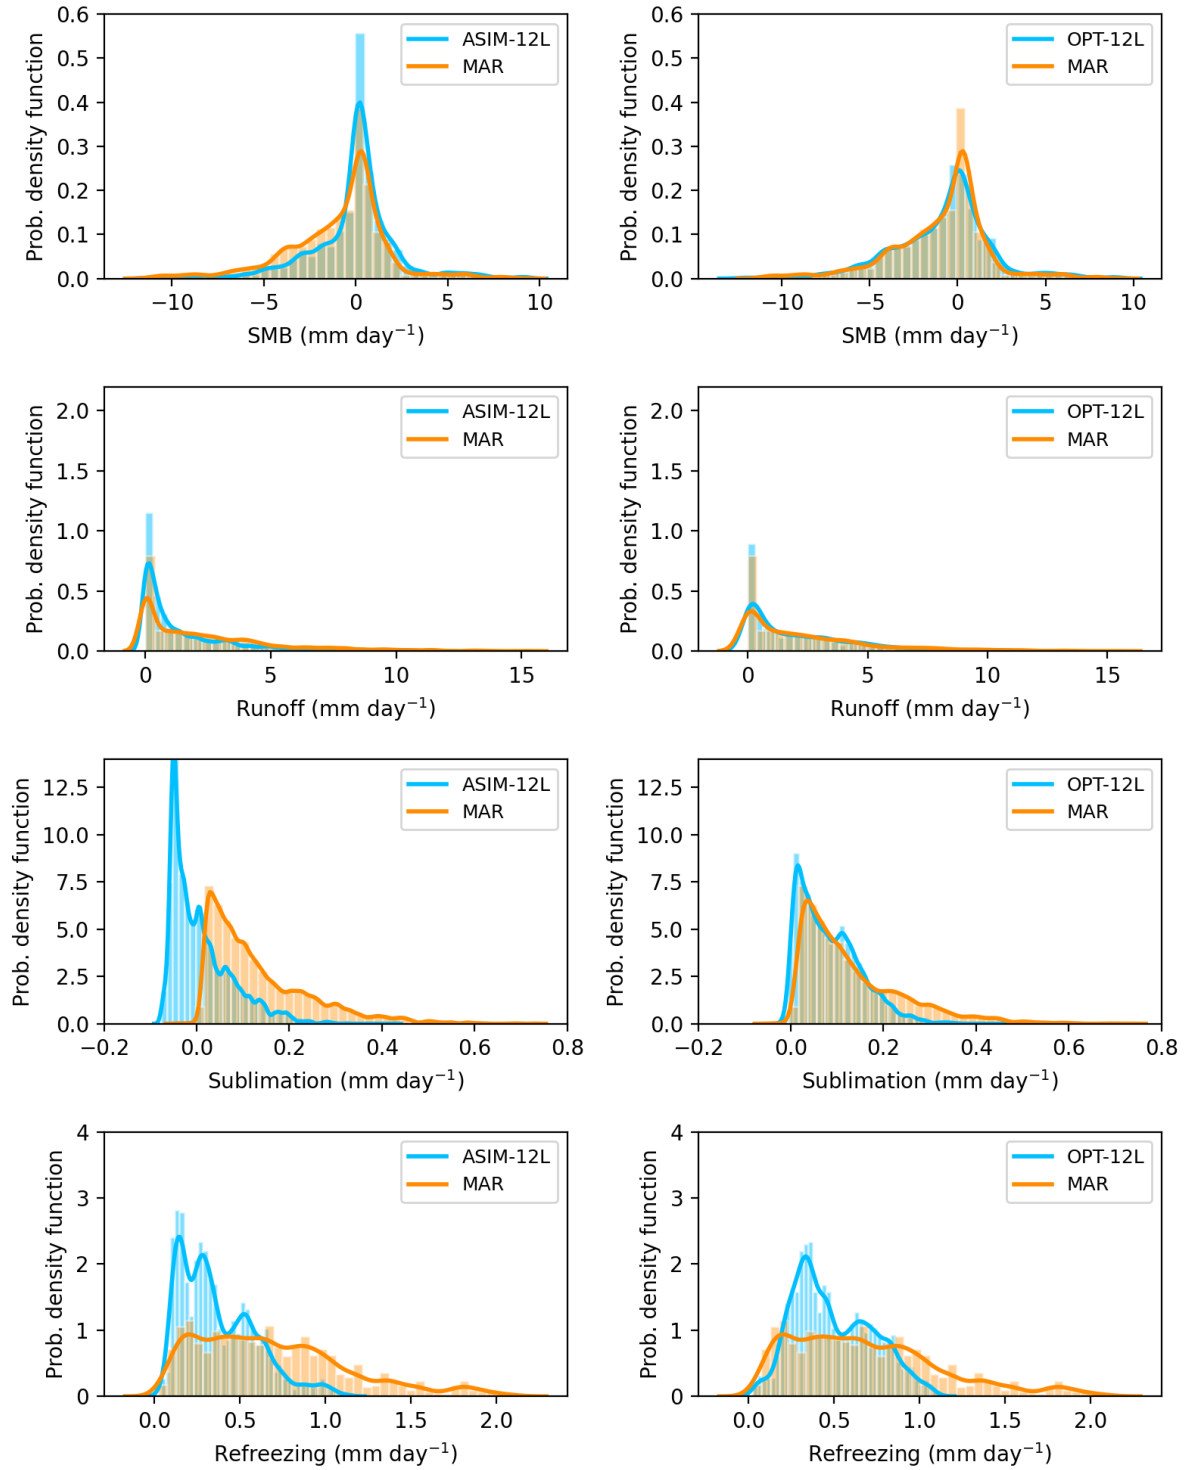 0.6
0.5
0.4
0.3
0.2
0.1
0.0
Prob. density function
ASIM-12L
MAR
−10
−5
0
5
10
SMB (mm day⁻¹)
0.6
0.5
0.4
0.3
0.2
0.1
0.0
Prob. density function
OPT-12L
MAR
−10
−5
0
5
10
SMB (mm day⁻¹)
2.0
1.5
1.0
0.5
0.0
Prob. density function
ASIM-12L
MAR
0
5
10
15
Runoff (mm day⁻¹)
2.0
1.5
1.0
0.5
0.0
Prob. density function
OPT-12L
MAR
0
5
10
15
Runoff (mm day⁻¹)
12.5
10.0
7.5
5.0
2.5
0.0
Prob. density function
ASIM-12L
MAR
−0.2
0.0
0.2
0.4
0.6
0.8
Sublimation (mm day⁻¹)
12.5
10.0
7.5
5.0
2.5
0.0
Prob. density function
OPT-12L
MAR
−0.2
0.0
0.2
0.4
0.6
0.8
Sublimation (mm day⁻¹)
4
3
2
1
0
Prob. density function
ASIM-12L
MAR
0.0
0.5
1.0
1.5
2.0
Refreezing (mm day⁻¹)
4
3
2
1
0
Prob. density function
OPT-12L
MAR
0.0
0.5
1.0
1.5
2.0
Refreezing (mm day⁻¹)